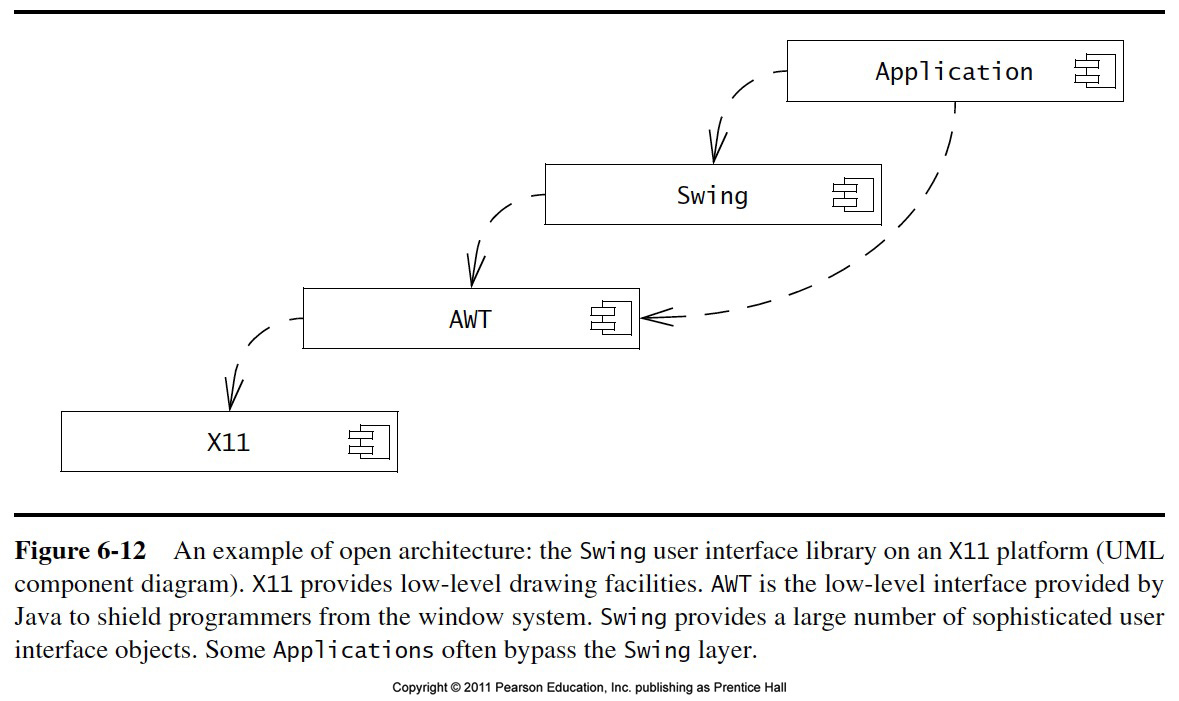 Application
Swing
AWT
X11
Figure 6-12 An example of open architecture: the Swing user interface library on an X11 platform (UML
component diagram). X11 provides low-level drawing facilities. AWT is the low-level interface provided by
Java to shield programmers from the window system. Swing provides a large number of sophisticated user
interface objects. Some Applications often bypass the Swing layer.
Copyright © 2011 Pearson Education, Inc. publishing as Prentice Hall